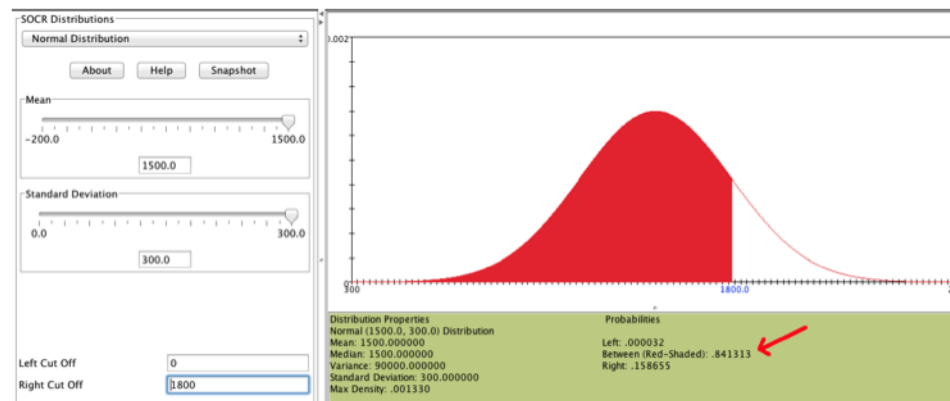 SOCR Distributions
Normal Distribution
About Help Snapshot
Mean
-200.0 1500.0
1500.0
Standard Deviation
0.0 300.0
300.0
Left Cut Off 0
Right Cut Off 1800
0.002
0
300 1800.0
Distribution Properties
Normal (1500.0, 300.0) Distribution
Mean: 1500.000000
Median: 1500.000000
Variance: 90000.000000
Standard Deviation: 300.000000
Max Density: .001330
Probabilities
Left: .000032
Between (Red-Shaded): .841313
Right: .158655